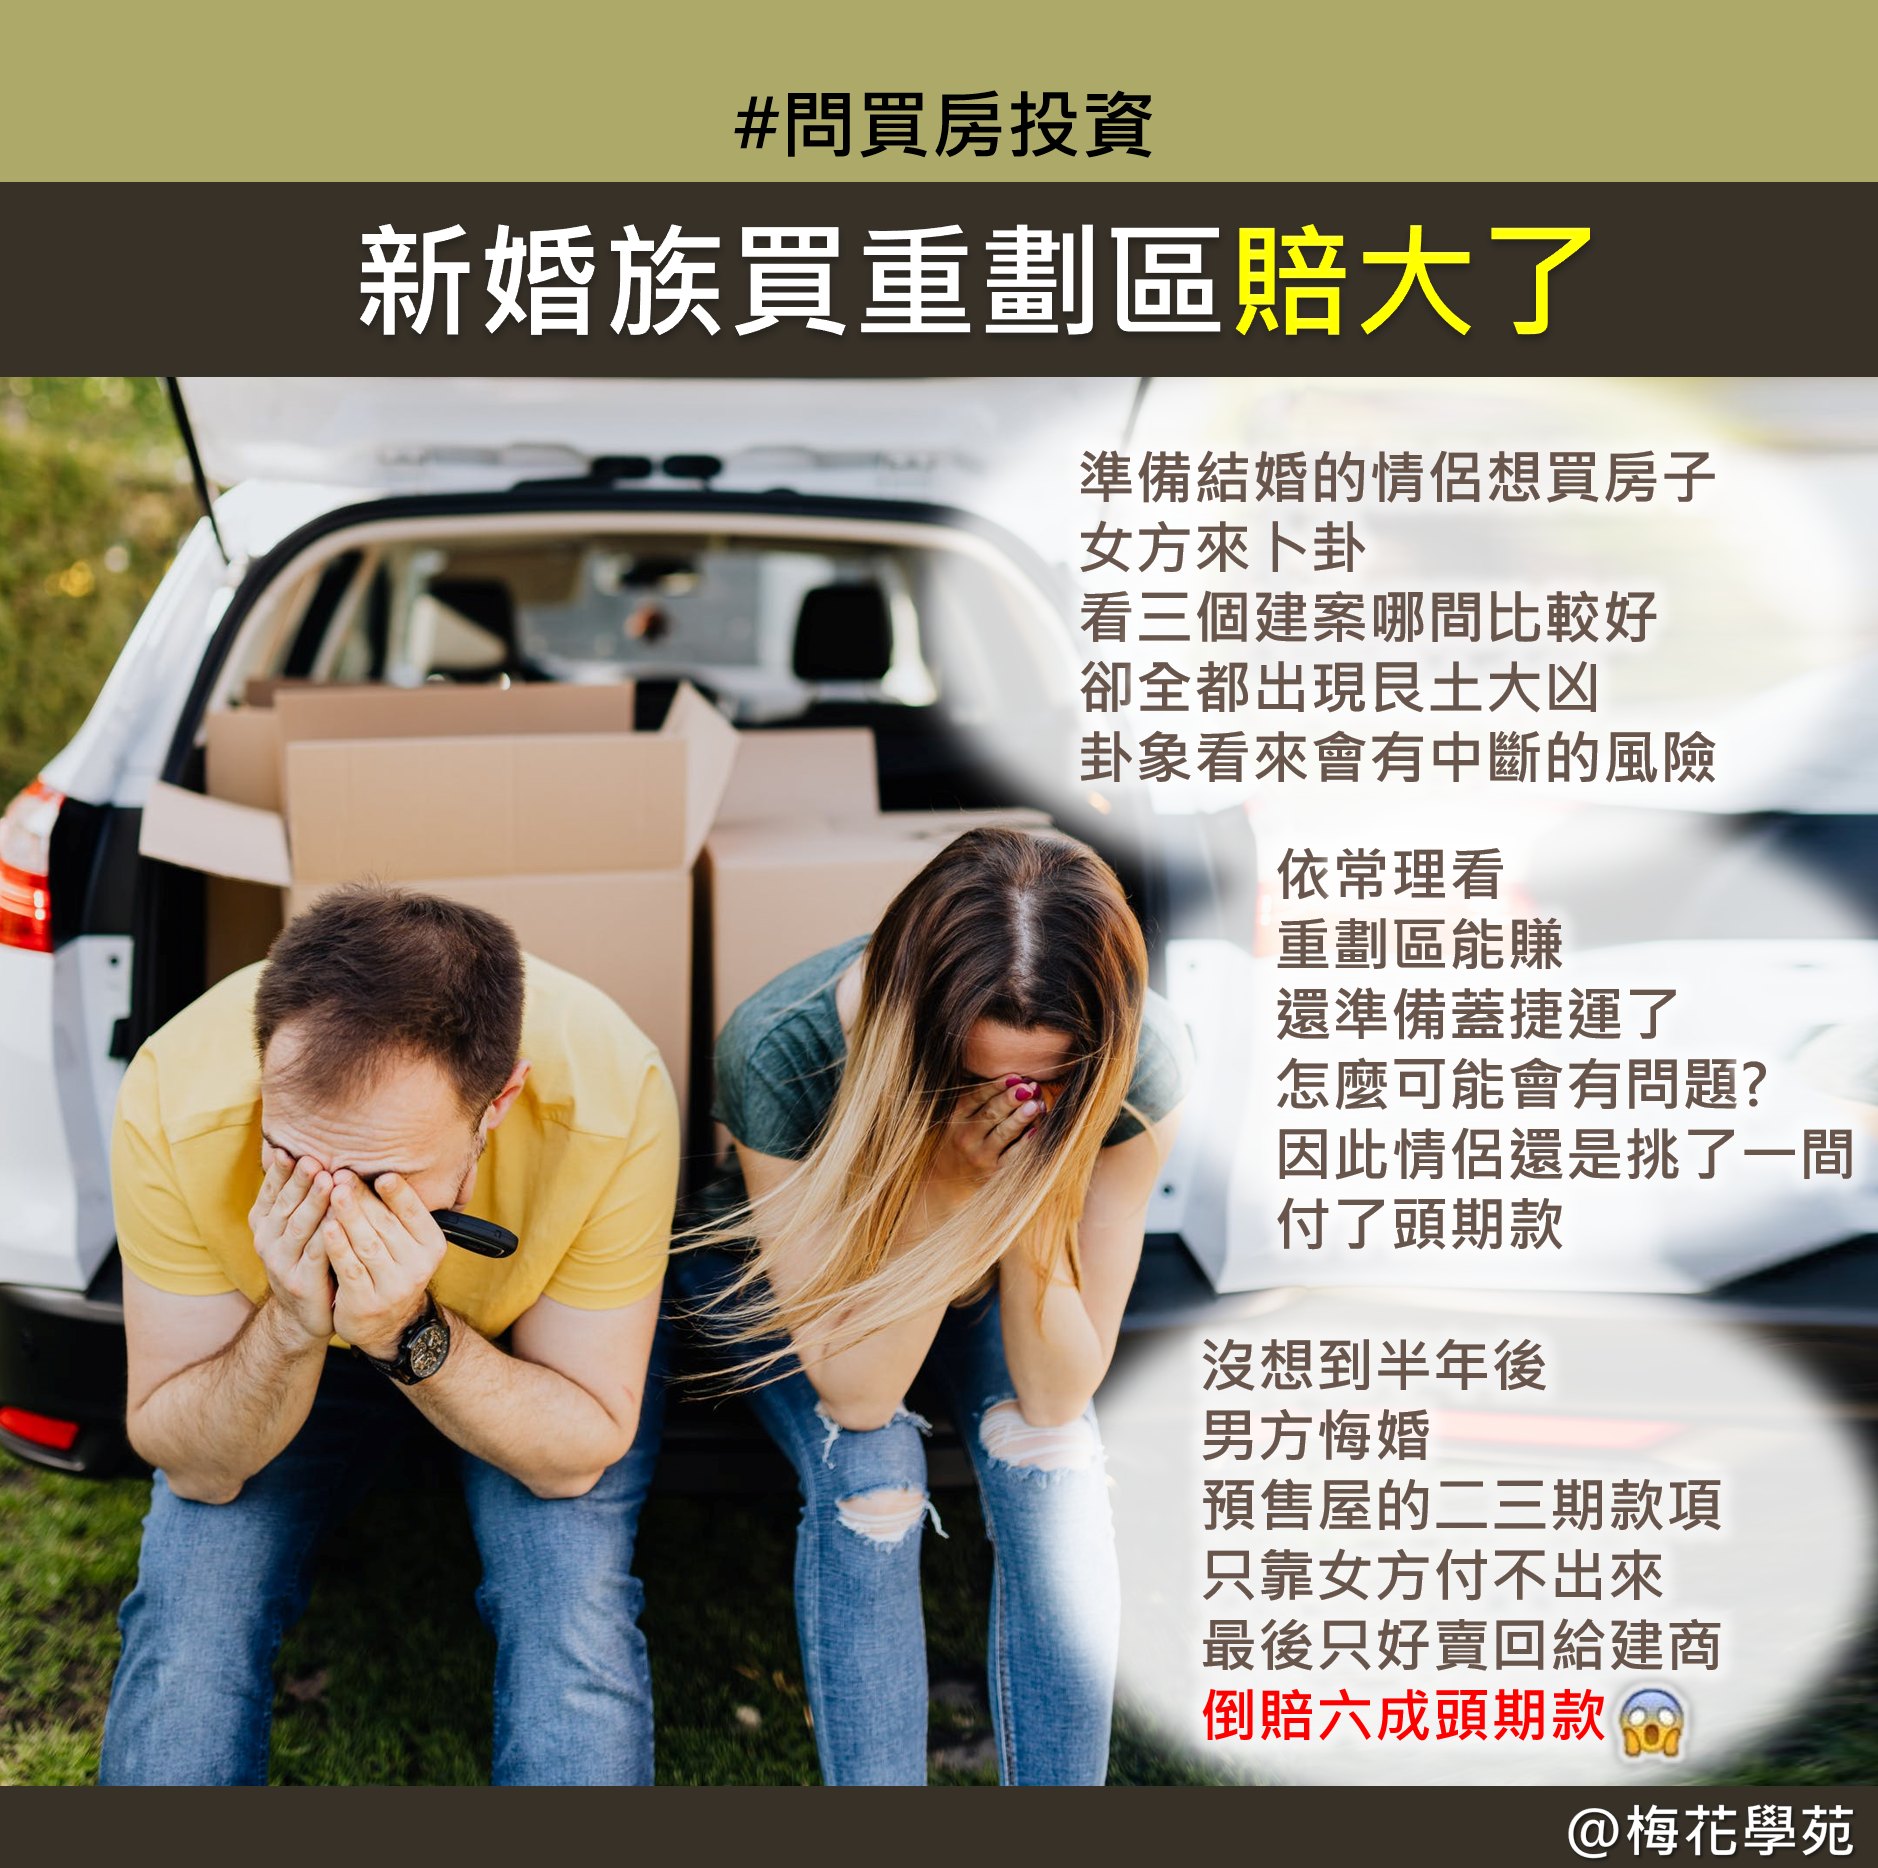 #問買房投資
新婚族買重劃區賠大了
準備結婚的情侶想買房子
女方來卜卦
看三個建案哪間比較好
卻全都出現艮土大凶
卦象看來會有中斷的風險
依常理看
重劃區能賺
還準備蓋捷運了
怎麼可能會有問題?
因此情侶還是挑了一間
付了頭期款
沒想到半年後
男方悔婚
預售屋的二三期款項
只靠女方付不出來
最後只好賣回給建商
倒賠六成頭期款😱
@梅花學苑